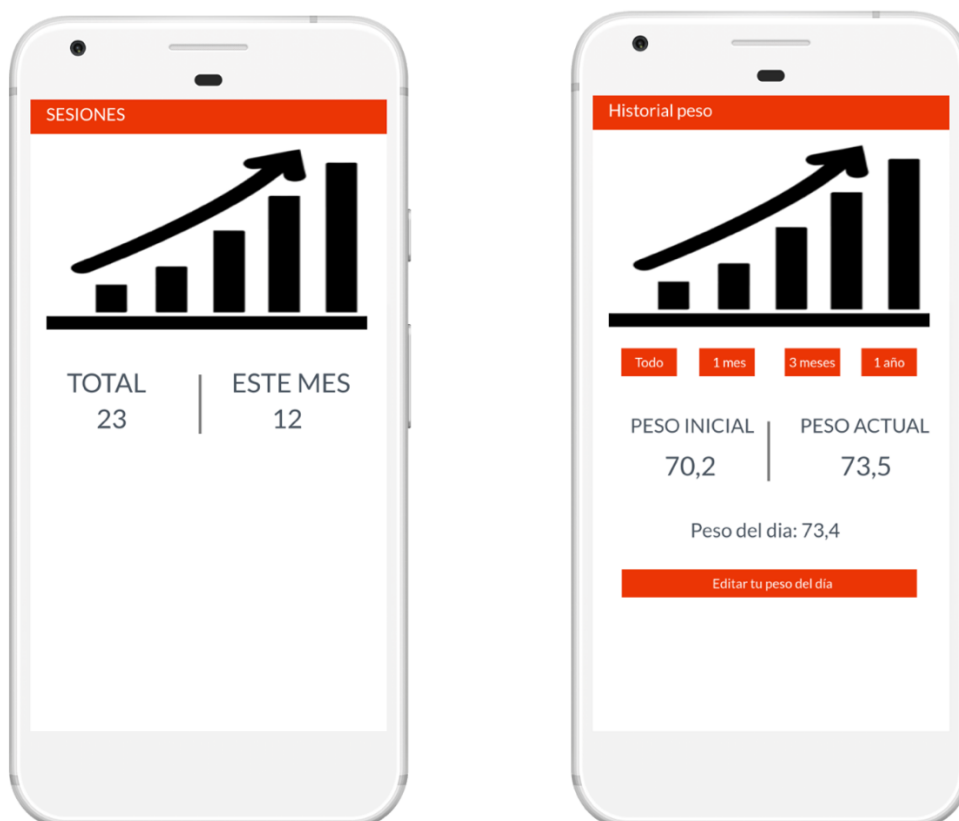 SESIONES
TOTAL
23
ESTE MES
12
Historial peso
Todo
1 mes
3 meses
1 año
PESO INICIAL
70,2
PESO ACTUAL
73,5
Peso del dia: 73,4
Editar tu peso del día